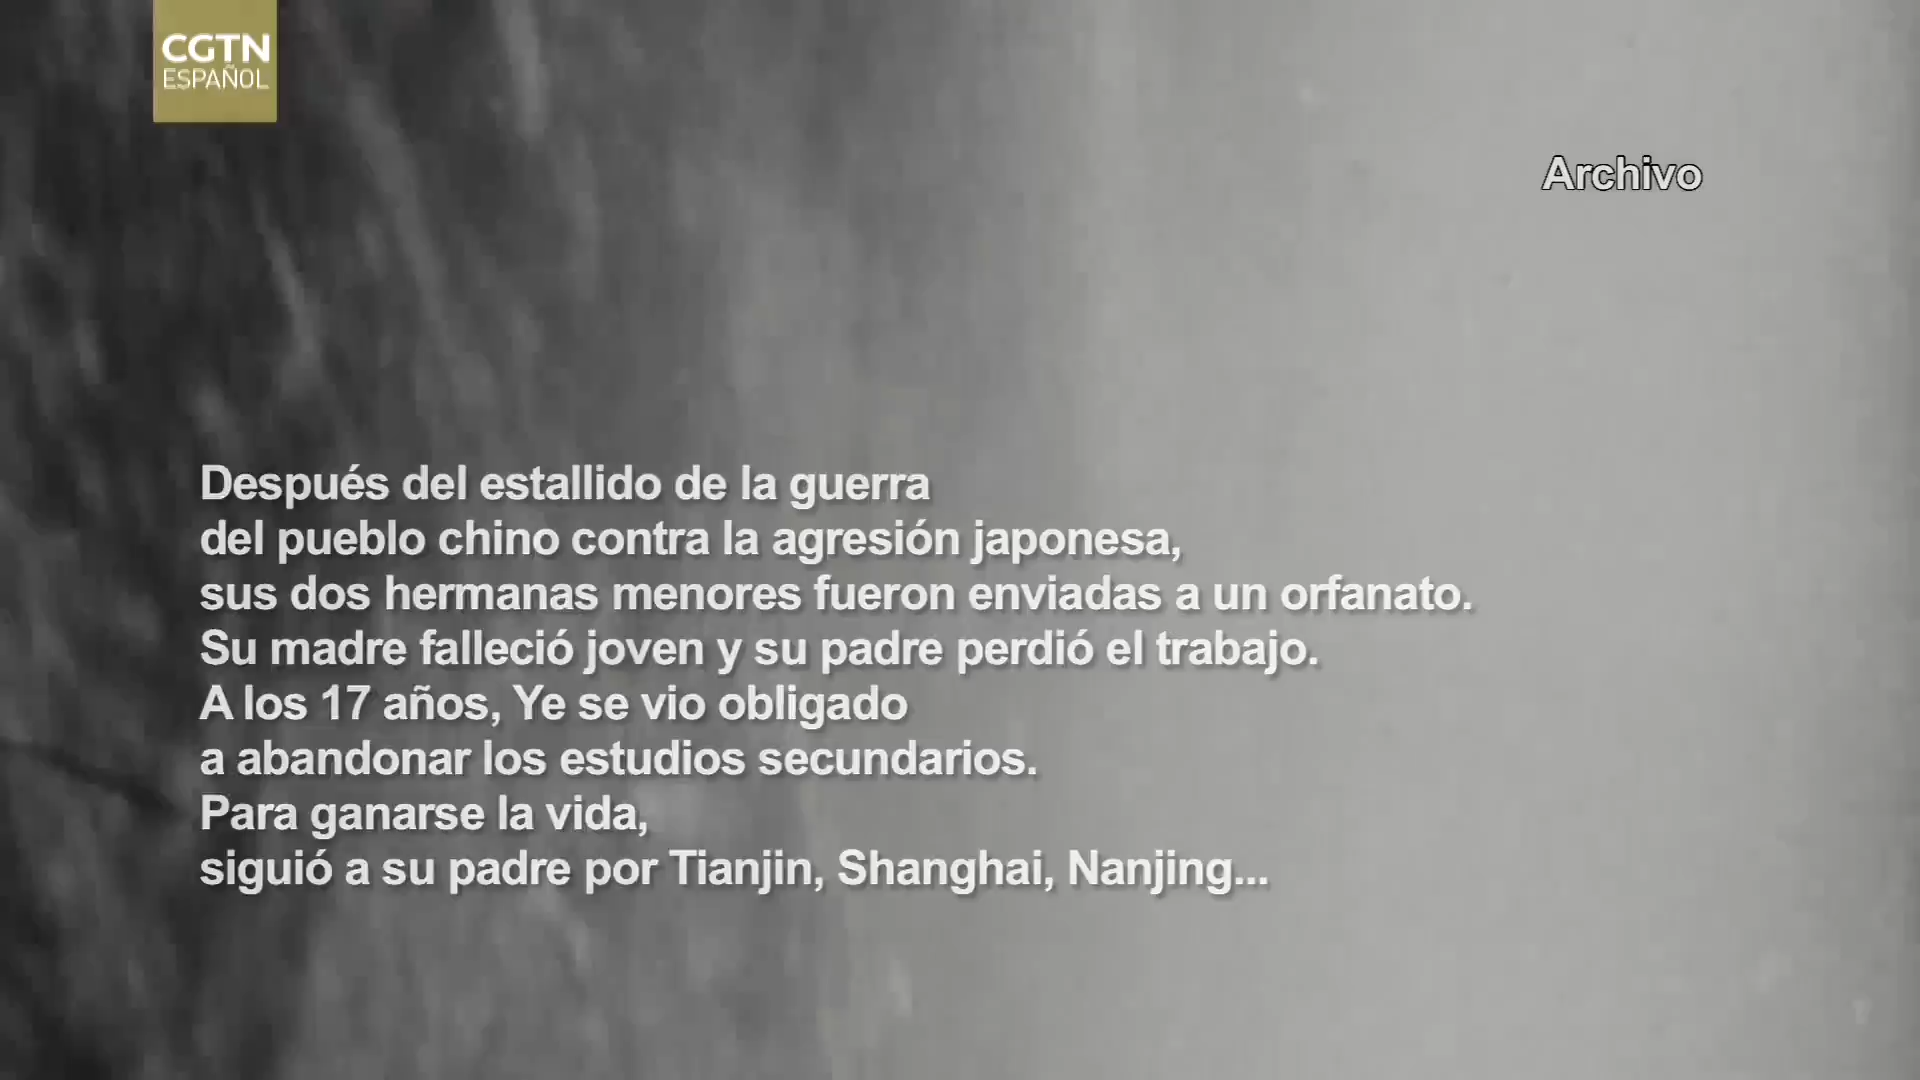 CGTN
ESPAÑOL
Archivo
Después del estallido de la guerra
del pueblo chino contra la agresión japonesa,
sus dos hermanas menores fueron enviadas a un orfanato.
Su madre falleció joven y su padre perdió el trabajo.
A los 17 años, Ye se vio obligado
a abandonar los estudios secundarios.
Para ganarse la vida,
siguió a su padre por Tianjin, Shanghai, Nanjing...